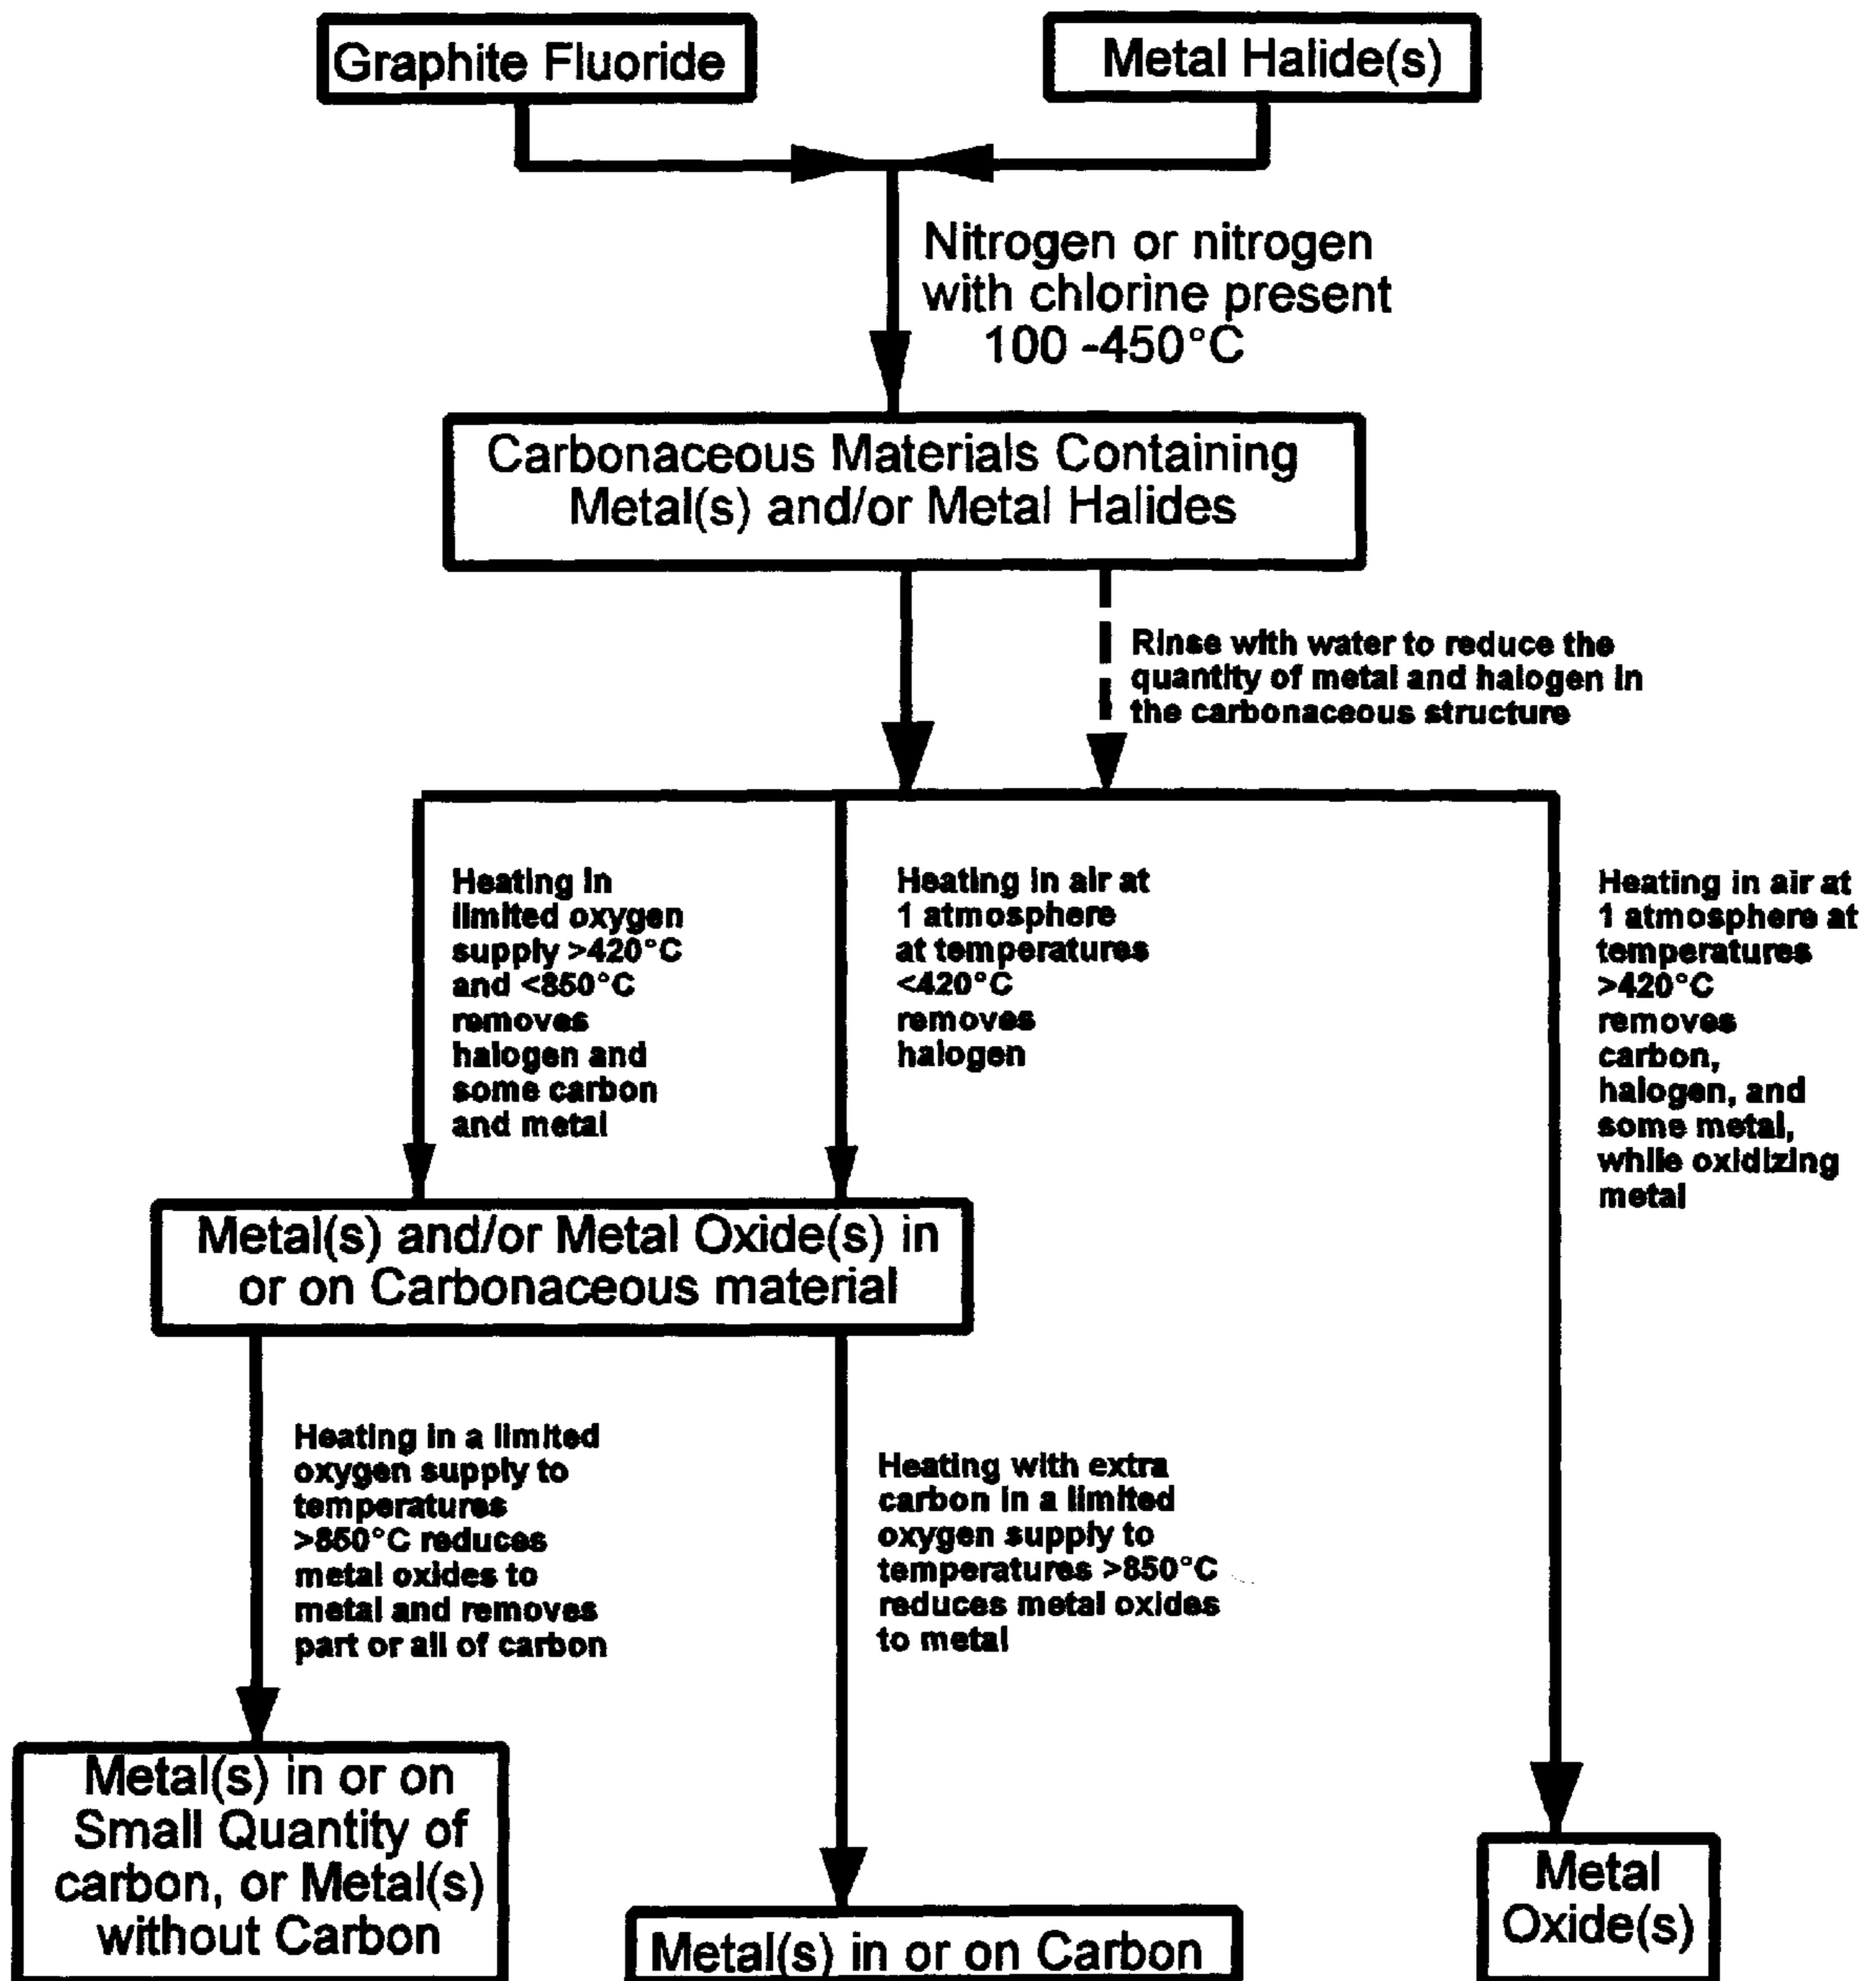 Graphite Fluoride
Metal Halide(s)
Nitrogen or nitrogen
with chlorine present
100 -450°C
Carbonaceous Materials Containing
Metal(s) and/or Metal Halides
Rinse with water to reduce the
quantity of metal and halogen in
the carbonaceous structure
Heating in
limited oxygen
supply >420°C
and <850°C
removes
halogen and
some carbon
and metal
Heating in air at
1 atmosphere
at temperatures
<420°C
removes
halogen
Heating in air at
1 atmosphere at
temperatures
>420°C
removes
carbon,
halogen, and
some metal,
while oxidizing
metal
Metal(s) and/or Metal Oxide(s) in
or on Carbonaceous material
Heating in a limited
oxygen supply to
temperatures
>850°C reduces
metal oxides to
metal and removes
part or all of carbon
Heating with extra
carbon in a limited
oxygen supply to
temperatures >850°C
reduces metal oxides
to metal
Metal(s) in or on
Small Quantity of
carbon, or Metal(s)
without Carbon
Metal(s) in or on Carbon
Metal
Oxide(s)